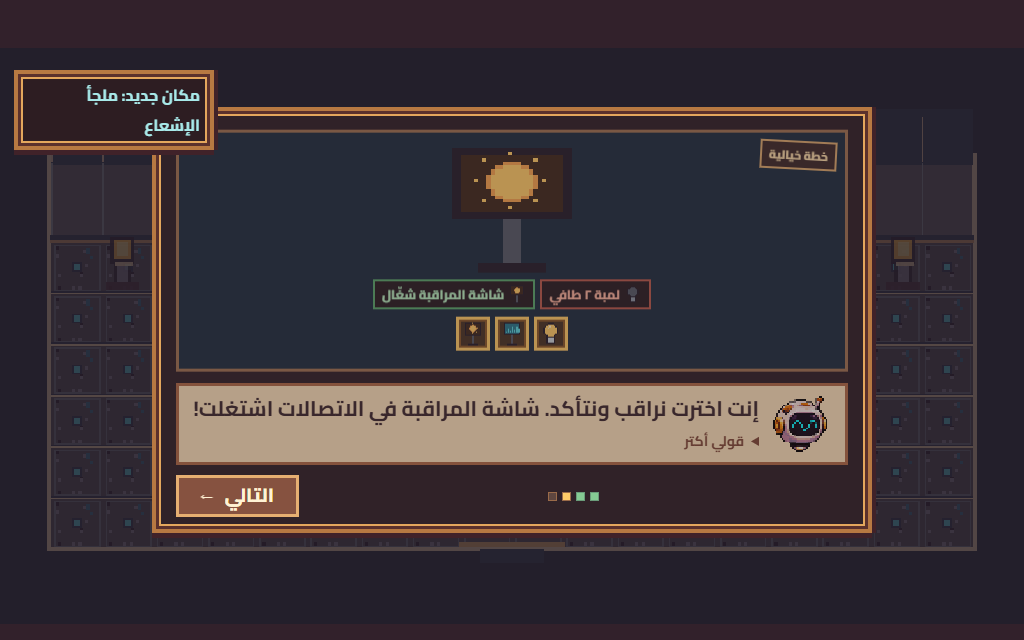 مكان جديد: ملجأ
الإشعاع
خطة خيالية
لمبة ٢ طافي
شاشة المراقبة شغّال
إنت اخترت نراقب ونتأكد. شاشة المراقبة في الاتصالات اشتغلت!
◀ قولي أكتر
التالي ←